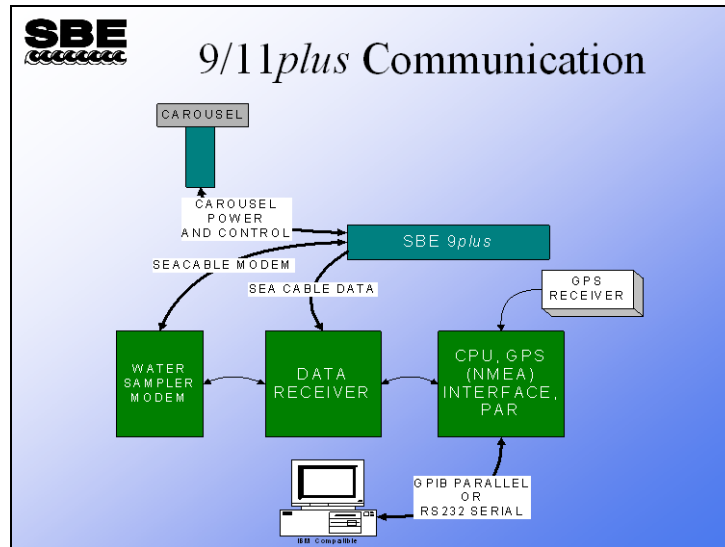 SBE
9/11plus Communication
CAROUSEL
CAROUSEL
POWER
AND CONTROL
SBE 9plus
SEACABLE MODEM
SEA CABLE DATA
GPS
RECEIVER
WATER
SAMPLER
MODEM
DATA
RECEIVER
CPU, GPS
(NMEA)
INTERFACE,
PAR
GPIB PARALLEL
OR
RS232 SERIAL
IBM Compatible